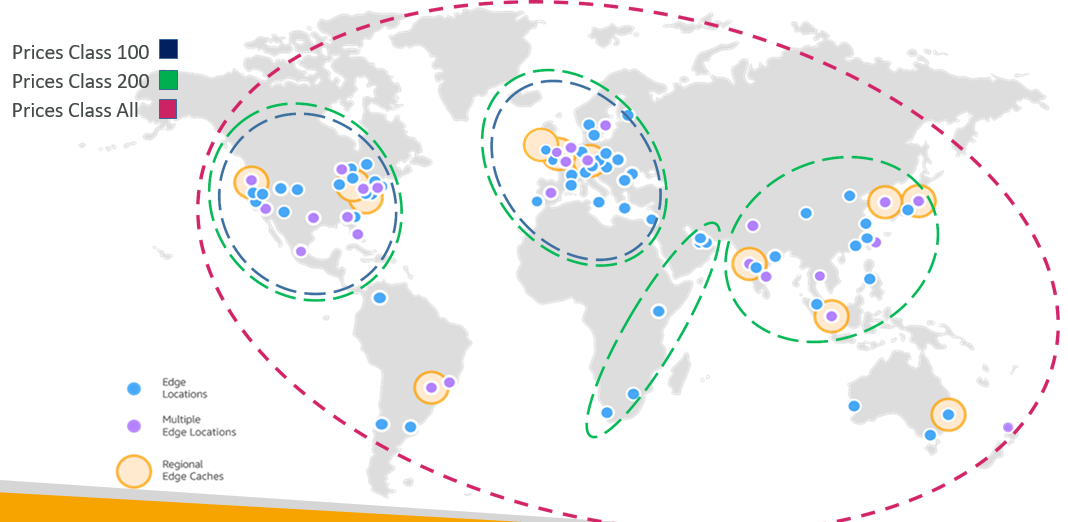 Prices Class 100
Prices Class 200
Prices Class All
Edge
Locations
Multiple
Edge Locations
Regional
Edge Caches